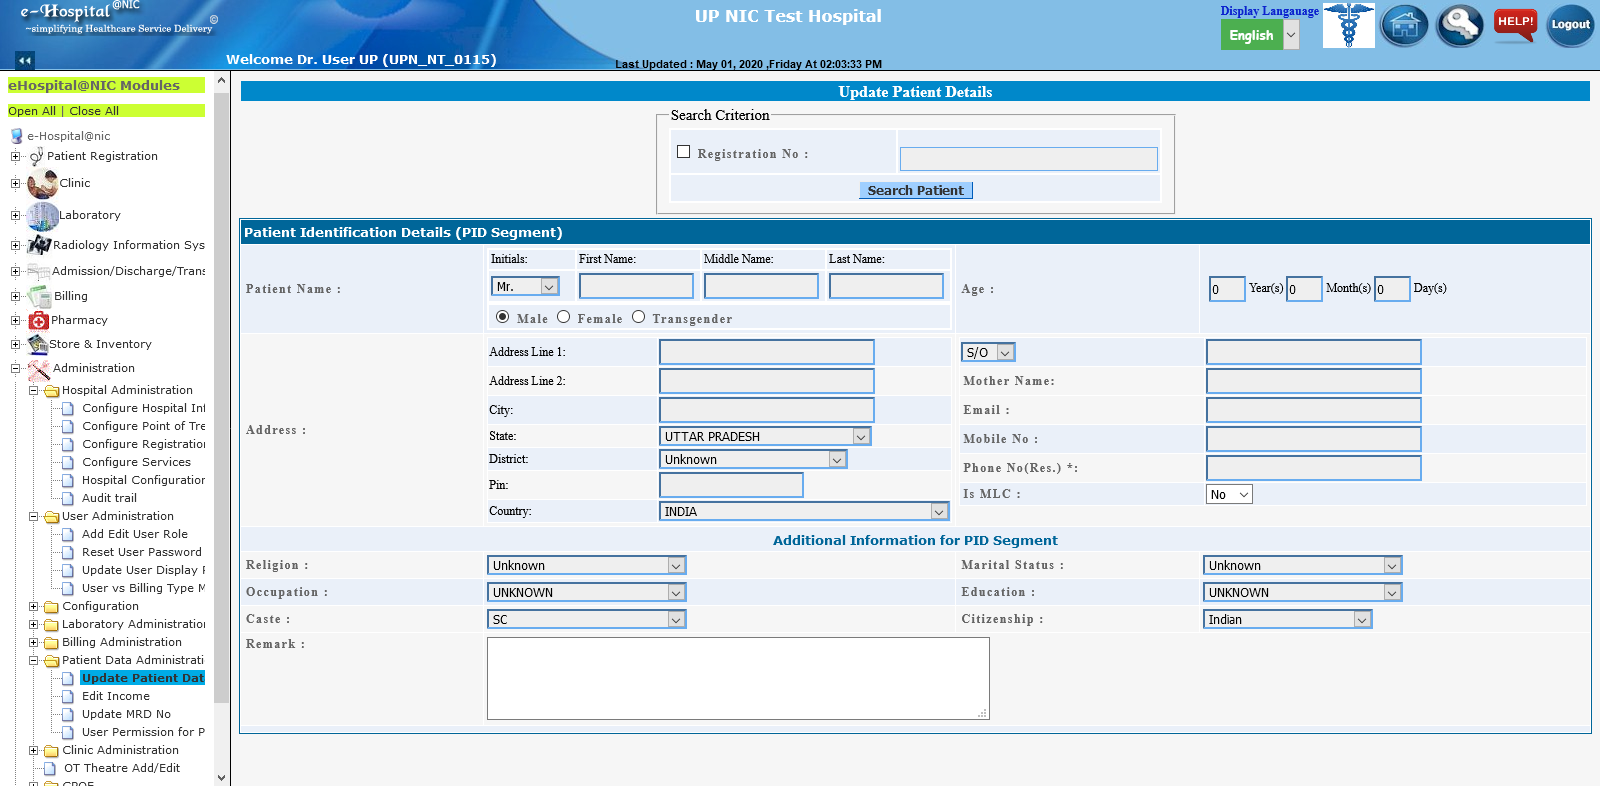 e-Hospital @NIC ©
~simplifying Healthcare Service Delivery
Welcome Dr. User UP (UPN_NT_0115)
UP NIC Test Hospital
Last Updated : May 01, 2020 ,Friday At 02:03:33 PM
Display Langauage
English
HELP!
Logout
eHospital@NIC Modules
Open All | Close All
e-Hospital@nic
Patient Registration
Clinic
Laboratory
Radiology Information Sys
Admission/Discharge/Trans
Billing
Pharmacy
Store & Inventory
Administration
Hospital Administration
Configure Hospital Inf
Configure Point of Tre
Configure Registration
Configure Services
Hospital Configuration
Audit trail
User Administration
Add Edit User Role
Reset User Password
Update User Display
User vs Billing Type M
Configuration
Laboratory Administration
Billing Administration
Patient Data Administrati
Update Patient Dat
Edit Income
Update MRD No
User Permission for P
Clinic Administration
OT Theatre Add/Edit
CPOE
Update Patient Details
Search Criterion
Registration No :
Search Patient
Patient Identification Details (PID Segment)
Patient Name :
Initials: First Name: Middle Name: Last Name:
Mr.
Male Female Transgender
Age :
0 Year(s) 0 Month(s) 0 Day(s)
Address :
Address Line 1:
Address Line 2:
City:
State: UTTAR PRADESH
District: Unknown
Pin:
Country: INDIA
S/O
Mother Name:
Email :
Mobile No :
Phone No(Res.) *:
Is MLC : No
Additional Information for PID Segment
Religion : Unknown Marital Status : Unknown
Occupation : UNKNOWN Education : UNKNOWN
Caste : SC Citizenship : Indian
Remark :